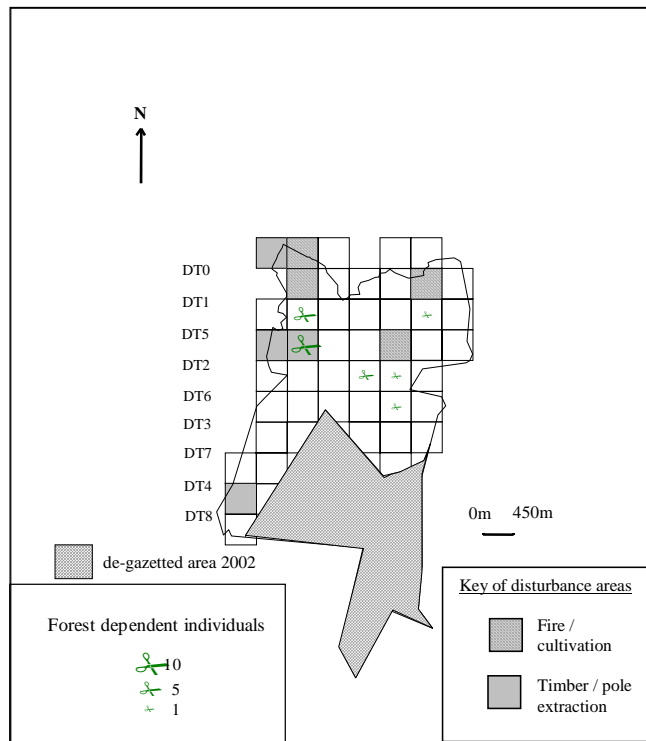 N
DT0
DT1
DT5
DT2
DT6
DT3
DT7
DT4
DT8
0m 450m
de-gazetted area 2002
Forest dependent individuals
10
5
1
Key of disturbance areas
Fire /
cultivation
Timber / pole
extraction